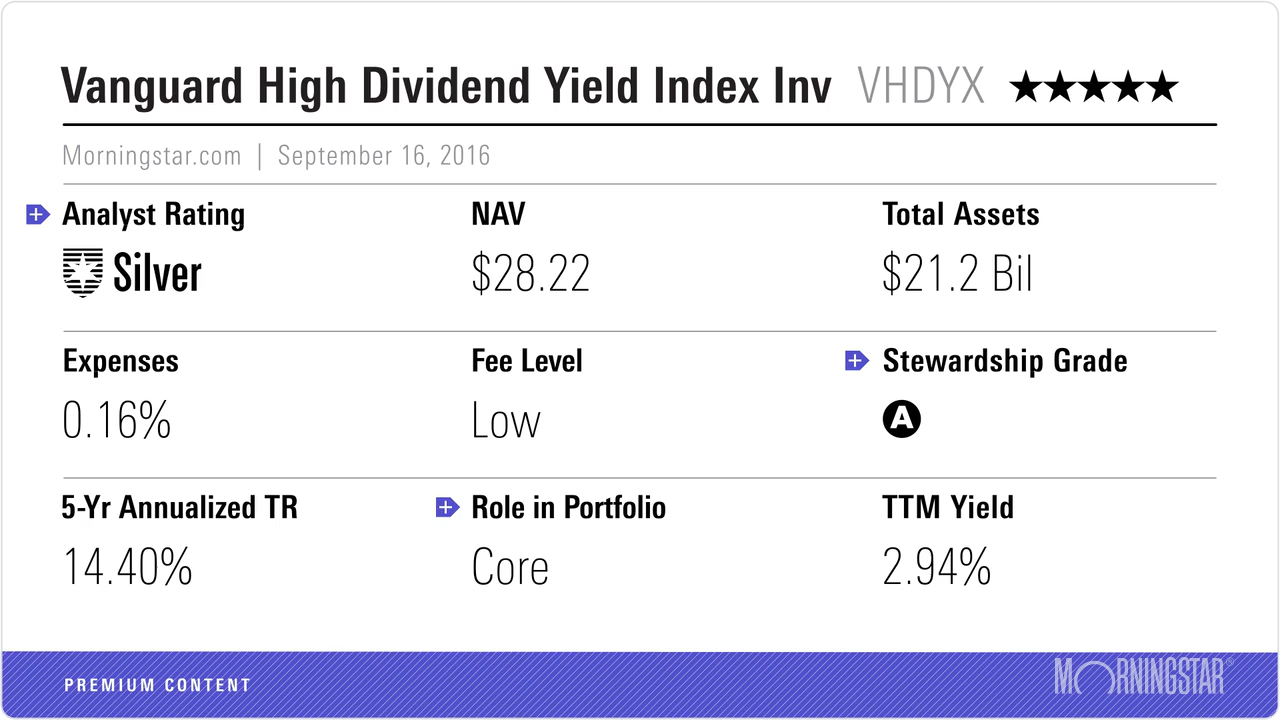 Vanguard High Dividend Yield Index Inv VHDYX ★★★★★
Morningstar.com | September 16, 2016
Analyst Rating NAV Total Assets
Silver $28.22 $21.2 Bil
Expenses Fee Level Stewardship Grade
0.16% Low A
5-Yr Annualized TR Role in Portfolio TTM Yield
14.40% Core 2.94%
PREMIUM CONTENT MORNINGSTAR®